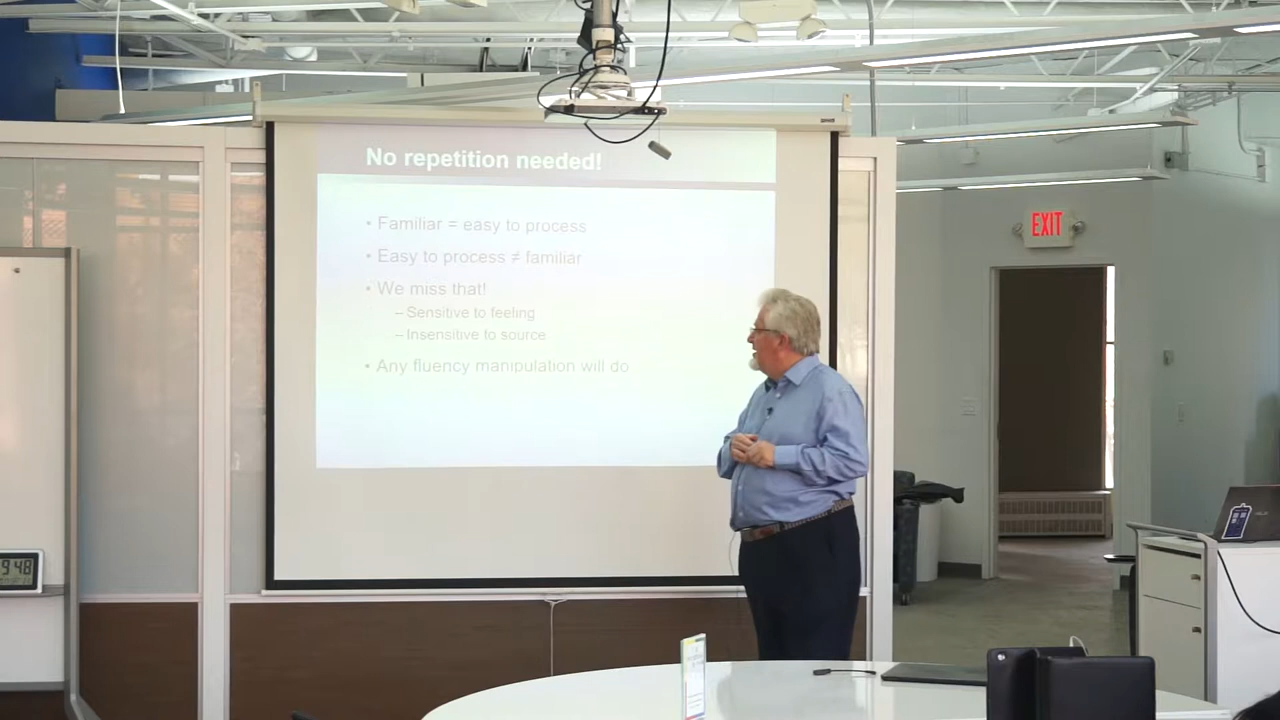 No repetition needed!
• Familiar = easy to process
• Easy to process ≠ familiar
• We miss that!
– Sensitive to feeling
– Insensitive to source
• Any fluency manipulation will do
EXIT
9 48